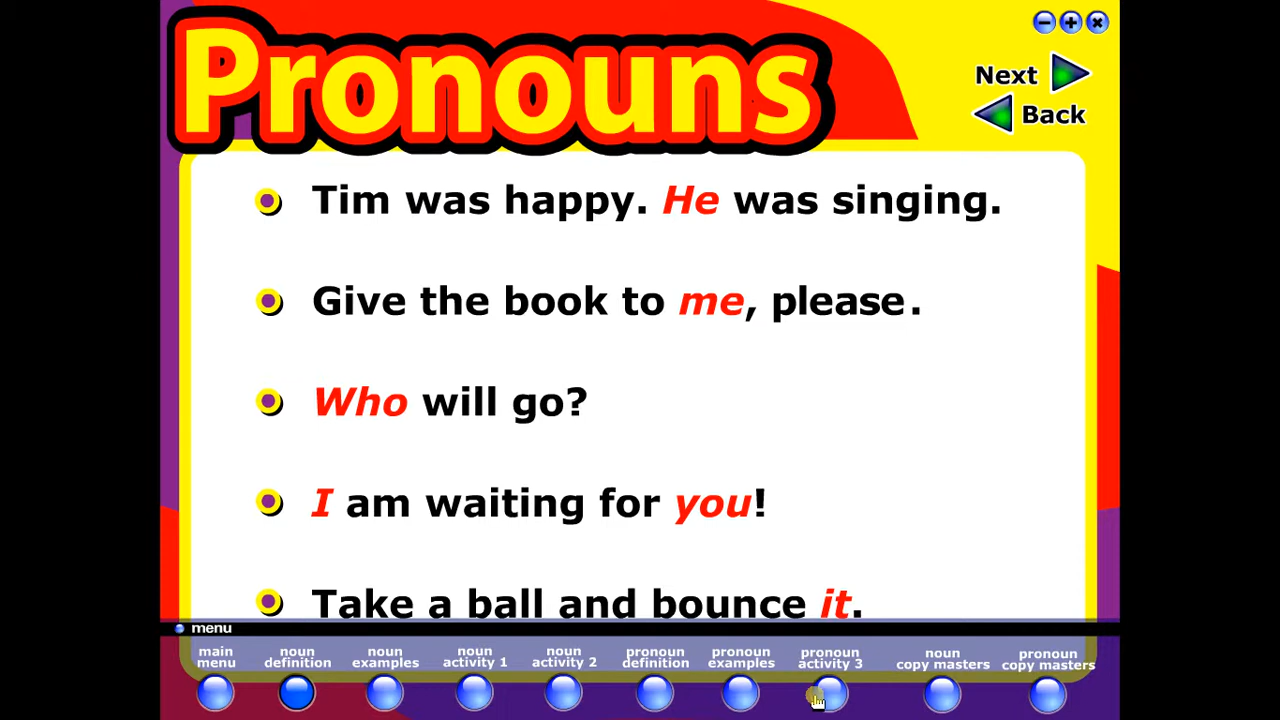 Pronouns
Next
Back
Tim was happy. He was singing.
Give the book to me, please.
Who will go?
I am waiting for you!
Take a ball and bounce it.
menu
main menu
noun definition
noun examples
noun activity 1
noun activity 2
pronoun definition
pronoun examples
pronoun activity 3
noun copy masters
pronoun copy masters